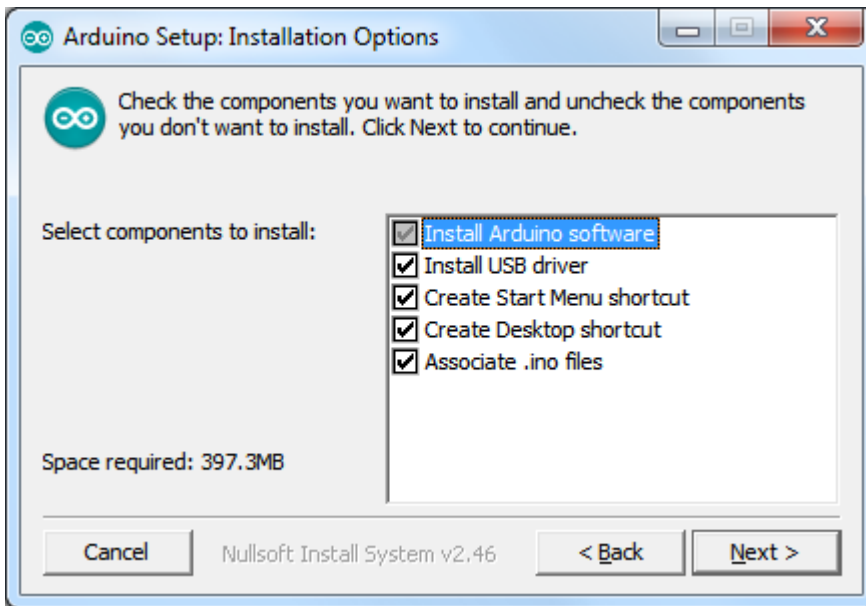 Arduino Setup: Installation Options
Check the components you want to install and uncheck the components
you don't want to install. Click Next to continue.
Select components to install:
Install Arduino software
Install USB driver
Create Start Menu shortcut
Create Desktop shortcut
Associate .ino files
Space required: 397.3MB
Cancel
Nullsoft Install System v2.46
< Back
Next >